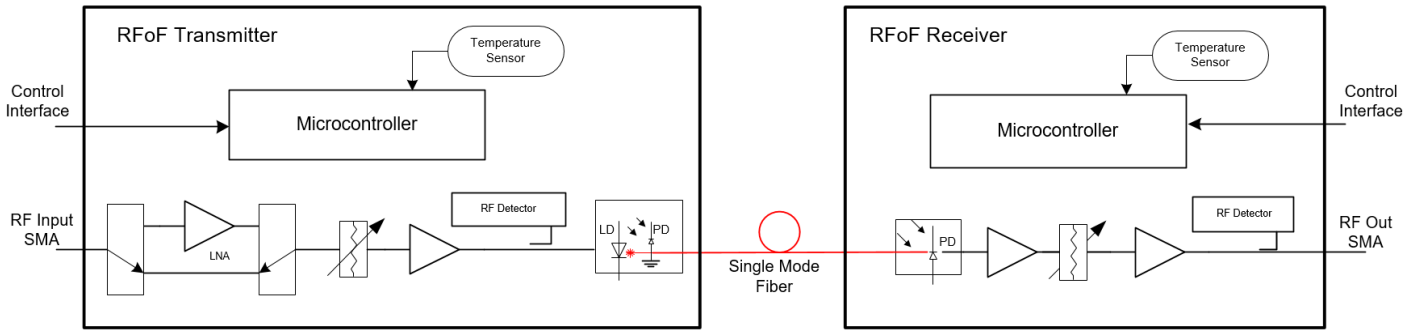 RFoF Transmitter
Temperature
Sensor
Control
Interface
Microcontroller
RF Input
SMA
LNA
RF Detector
LD
PD
Single Mode
Fiber
RFoF Receiver
Temperature
Sensor
Control
Interface
Microcontroller
PD
RF Detector
RF Out
SMA